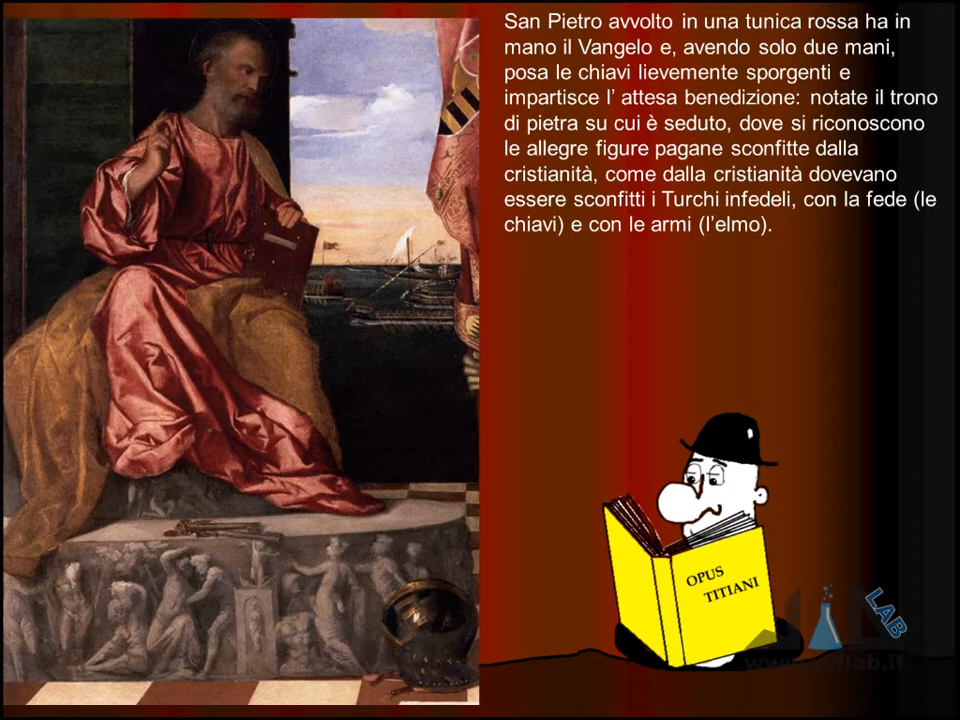 San Pietro avvolto in una tunica rossa ha in
mano il Vangelo e, avendo solo due mani,
posa le chiavi lievemente sporgenti e
impartisce l’ attesa benedizione: notate il trono
di pietra su cui è seduto, dove si riconoscono
le allegre figure pagane sconfitte dalla
cristianità, come dalla cristianità dovevano
essere sconfitti i Turchi infedeli, con la fede (le
chiavi) e con le armi (l’elmo).
OPUS
TITIANI
LAB